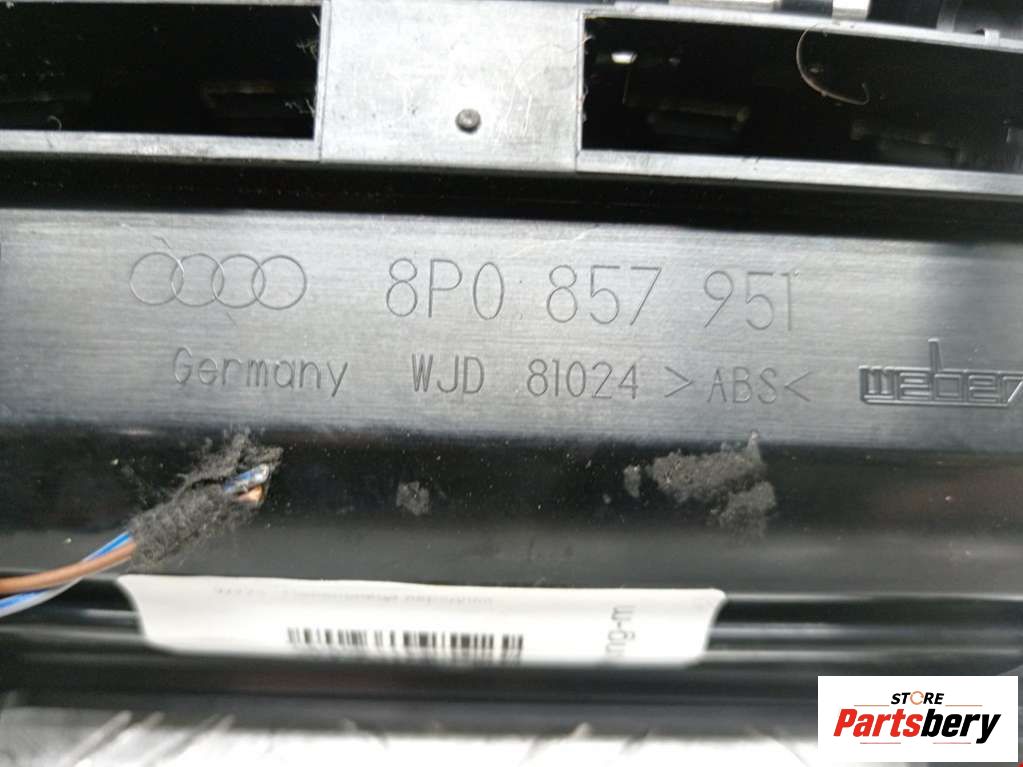 8P0 857 951
Germany WJD 81024 >ABS< weber
STORE
Partsbery